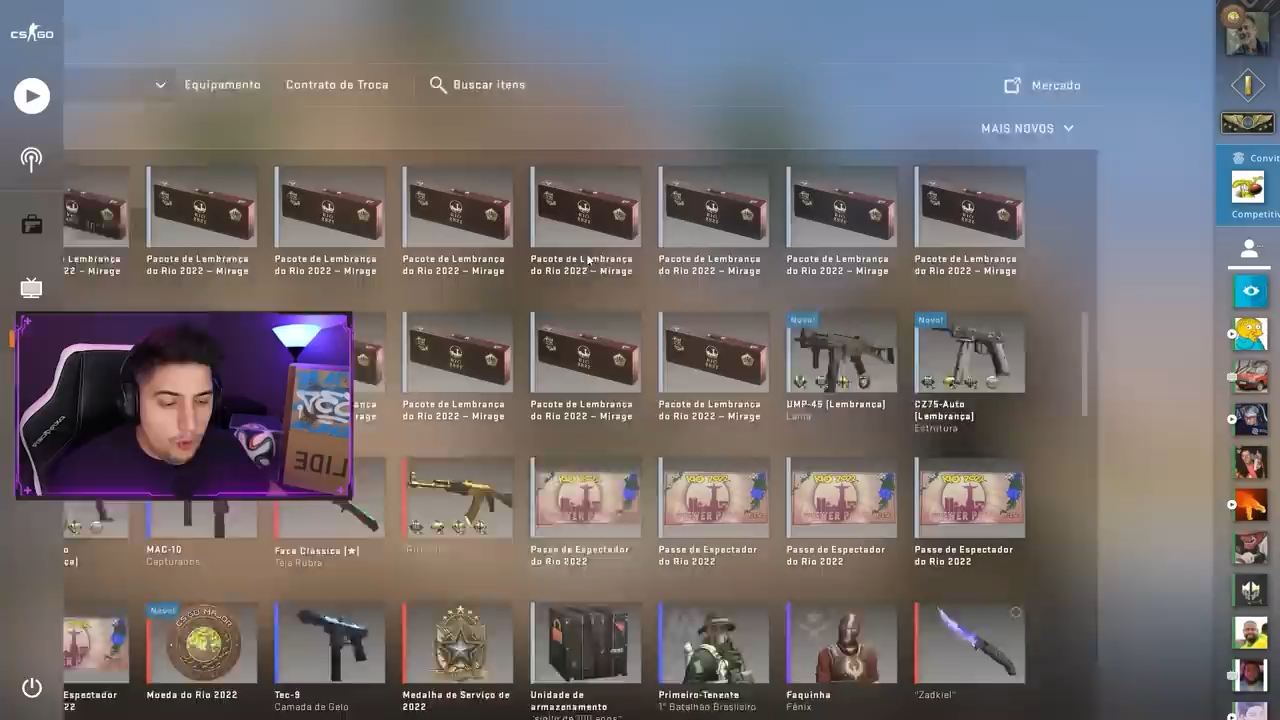 CS GO
Equipamento
Contrato de Troca
Buscar itens
Mercado
MAIS NOVOS
Convit
Competitiv
Lembrança
22 – Mirage
Pacote de Lembrança
do Rio 2022 – Mirage
Pacote de Lembrança
do Rio 2022 – Mirage
Pacote de Lembrança
do Rio 2022 – Mirage
Pacote de Lembrança
do Rio 2022 – Mirage
Pacote de Lembrança
do Rio 2022 – Mirage
Pacote de Lembrança
do Rio 2022 – Mirage
Pacote de Lembrança
do Rio 2022 – Mirage
Pacote de Lembrança
do Rio 2022 – Mirage
Pacote de Lembrança
do Rio 2022 – Mirage
Pacote de Lembrança
do Rio 2022 – Mirage
Novo!
UMP-45 (Lembrança)
Lama
Novo!
CZ75-Auto
(Lembrança)
Estrutura
MAC-10
Capturados
Faca Clássica (★)
Teia Rubra
Passe de Espectador
do Rio 2022
Passe de Espectador
do Rio 2022
Passe de Espectador
do Rio 2022
Passe de Espectador
do Rio 2022
Espectador
22
Novo!
Moeda do Rio 2022
Tec-9
Camada de Gelo
Medalha de Serviço de
2022
Unidade de
armazenamento
Primeiro-Tenente
1° Batalhão Brasileiro
Faquinha
Fênix
"Zadkiel"